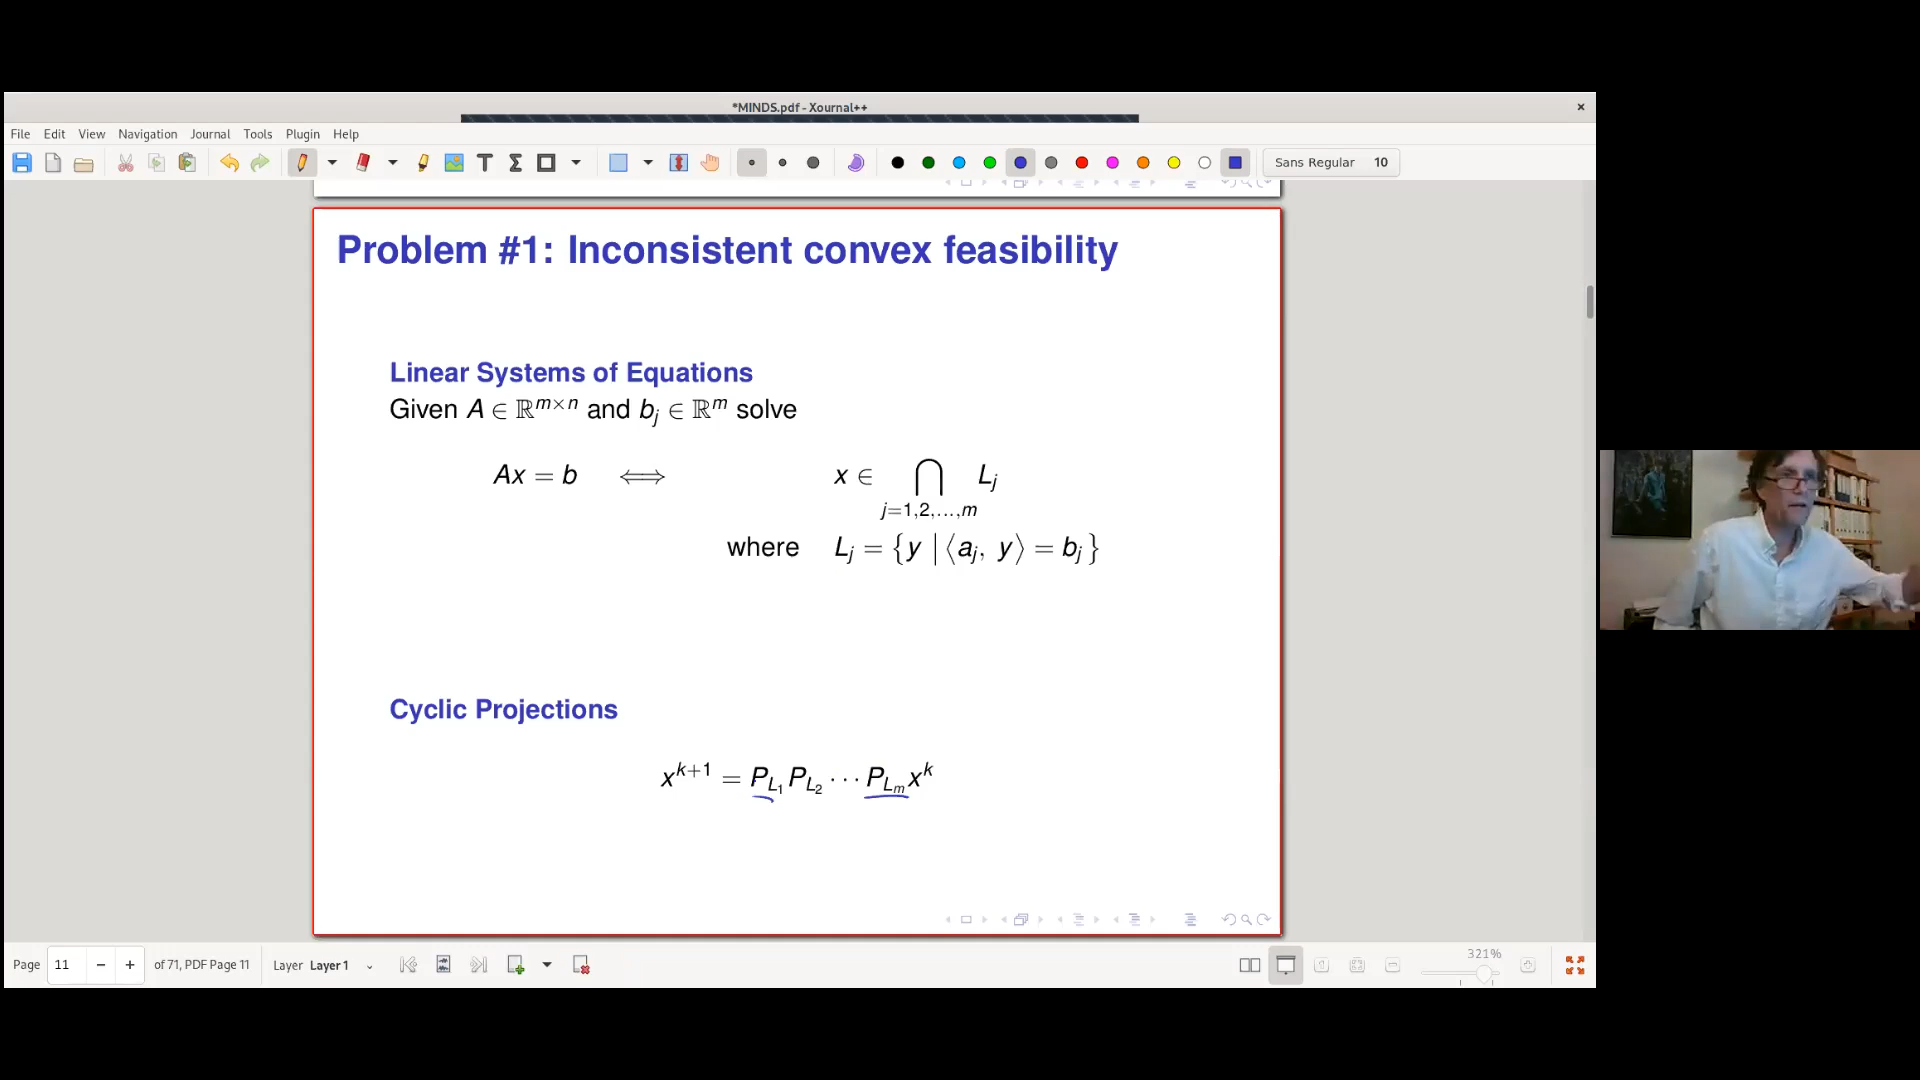 *MINDS.pdf - Xournal++
File Edit View Navigation Journal Tools Plugin Help
Sans Regular 10
Problem #1: Inconsistent convex feasibility
Linear Systems of Equations
Given A ∈ ℝ^{m×n} and b_j ∈ ℝ^m solve
Ax = b ⟺ x ∈ ⋂_{j=1,2,...,m} L_j
where L_j = {y | ⟨a_j, y⟩ = b_j}
Cyclic Projections
x^{k+1} = P_{L_1} P_{L_2} ··· P_{L_m} x^k
Page 11 of 71, PDF Page 11 Layer Layer 1 321%